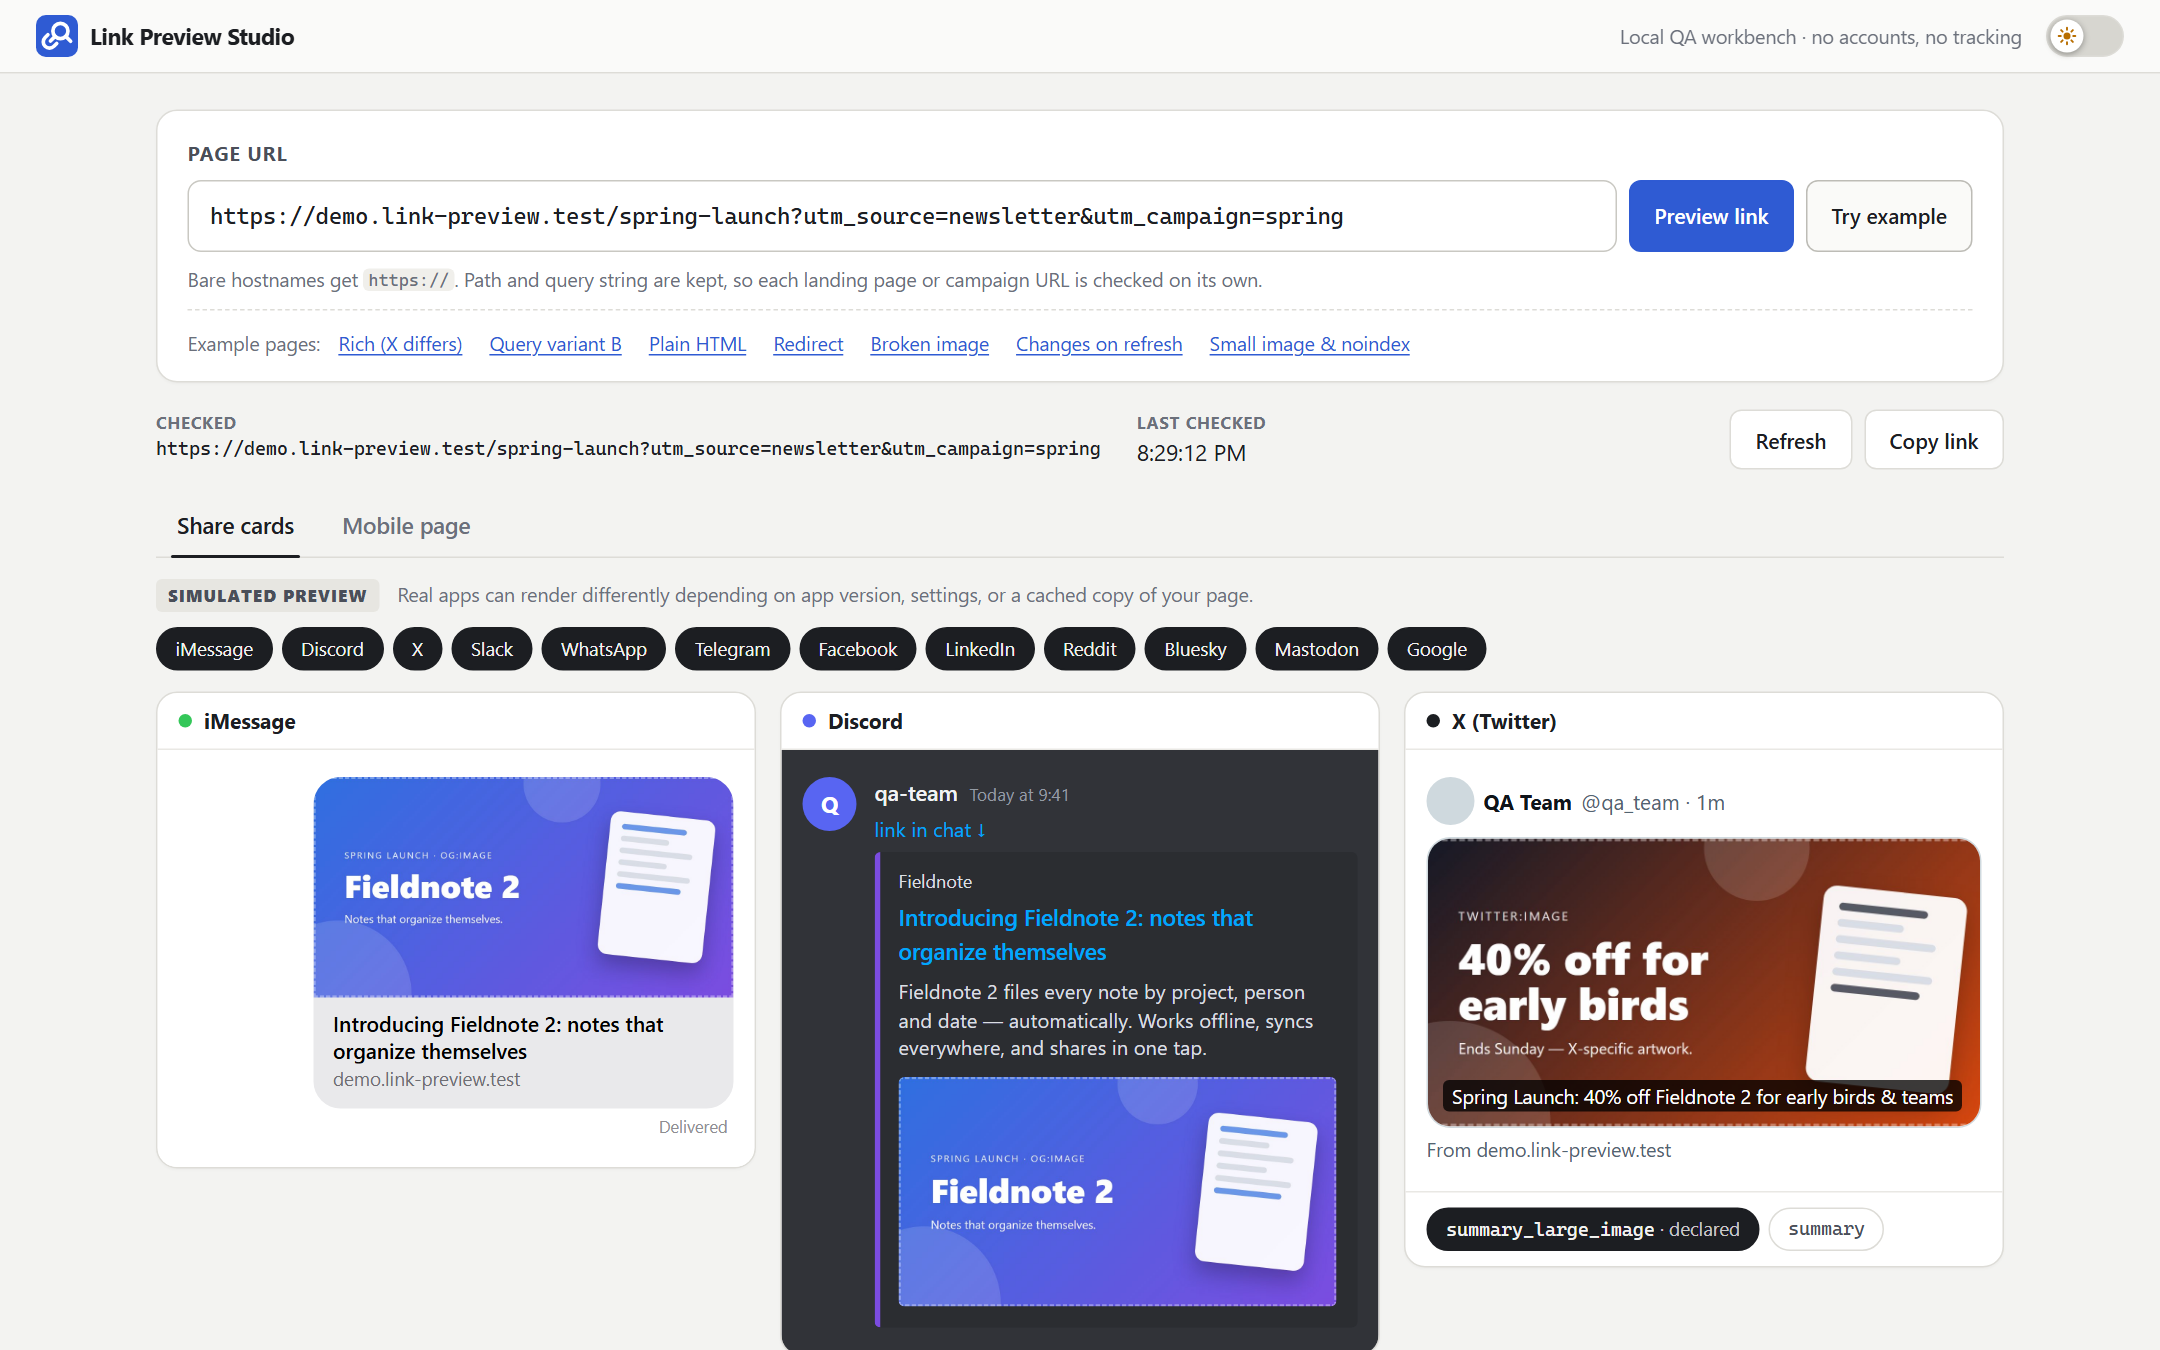 Link Preview Studio
Local QA workbench · no accounts, no tracking
PAGE URL
https://demo.link-preview.test/spring-launch?utm_source=newsletter&utm_campaign=spring
Preview link
Try example
Bare hostnames get https://. Path and query string are kept, so each landing page or campaign URL is checked on its own.
Example pages: Rich (X differs) Query variant B Plain HTML Redirect Broken image Changes on refresh Small image & noindex
CHECKED
https://demo.link-preview.test/spring-launch?utm_source=newsletter&utm_campaign=spring
LAST CHECKED
8:29:12 PM
Refresh
Copy link
Share cards
Mobile page
SIMULATED PREVIEW Real apps can render differently depending on app version, settings, or a cached copy of your page.
iMessage Discord X Slack WhatsApp Telegram Facebook LinkedIn Reddit Bluesky Mastodon Google
iMessage
SPRING LAUNCH · OG:IMAGE
Fieldnote 2
Notes that organize themselves.
Introducing Fieldnote 2: notes that
organize themselves
demo.link-preview.test
Delivered
Discord
Q
qa-team Today at 9:41
link in chat ↓
Fieldnote
Introducing Fieldnote 2: notes that
organize themselves
Fieldnote 2 files every note by project, person
and date — automatically. Works offline, syncs
everywhere, and shares in one tap.
SPRING LAUNCH · OG:IMAGE
Fieldnote 2
Notes that organize themselves.
X (Twitter)
QA Team @qa_team · 1m
TWITTER:IMAGE
40% off for
early birds
Ends Sunday — X-specific artwork.
Spring Launch: 40% off Fieldnote 2 for early birds & teams
From demo.link-preview.test
summary_large_image · declared
summary